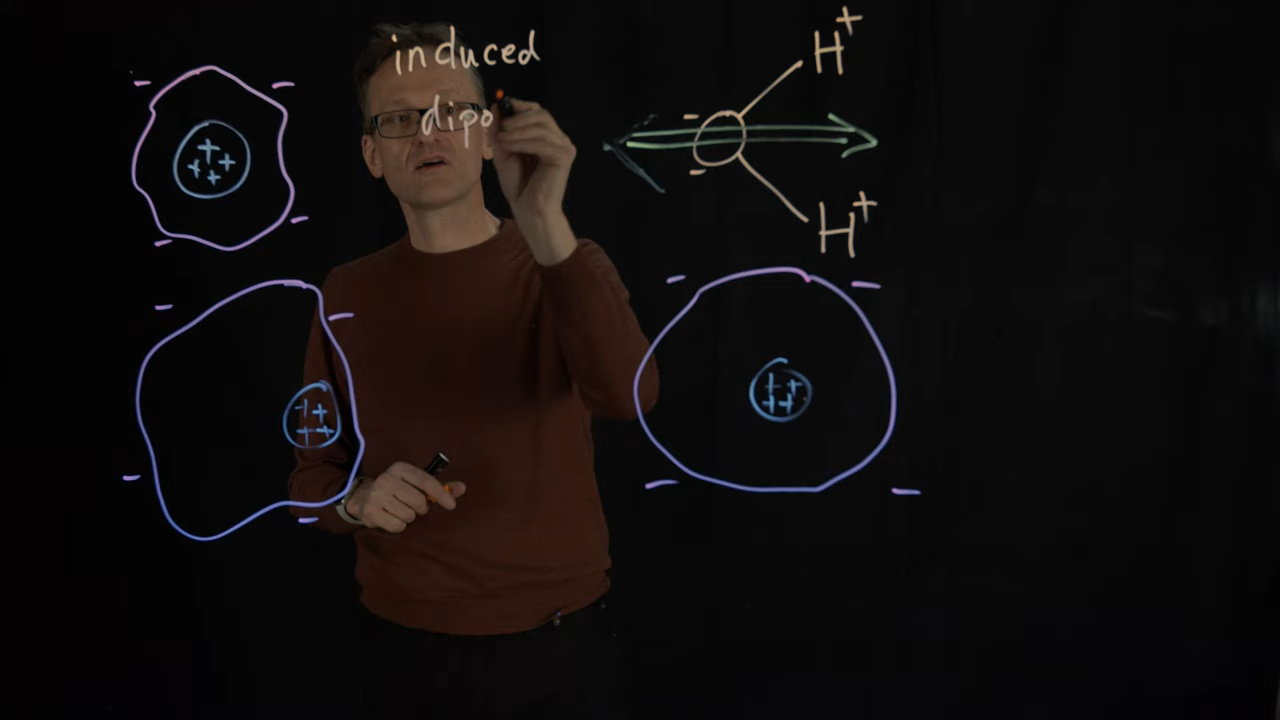 induced
dipo
H+
H+
- -
- -
++++
- -
- -
++++
- -
- -
++++
- -
- -